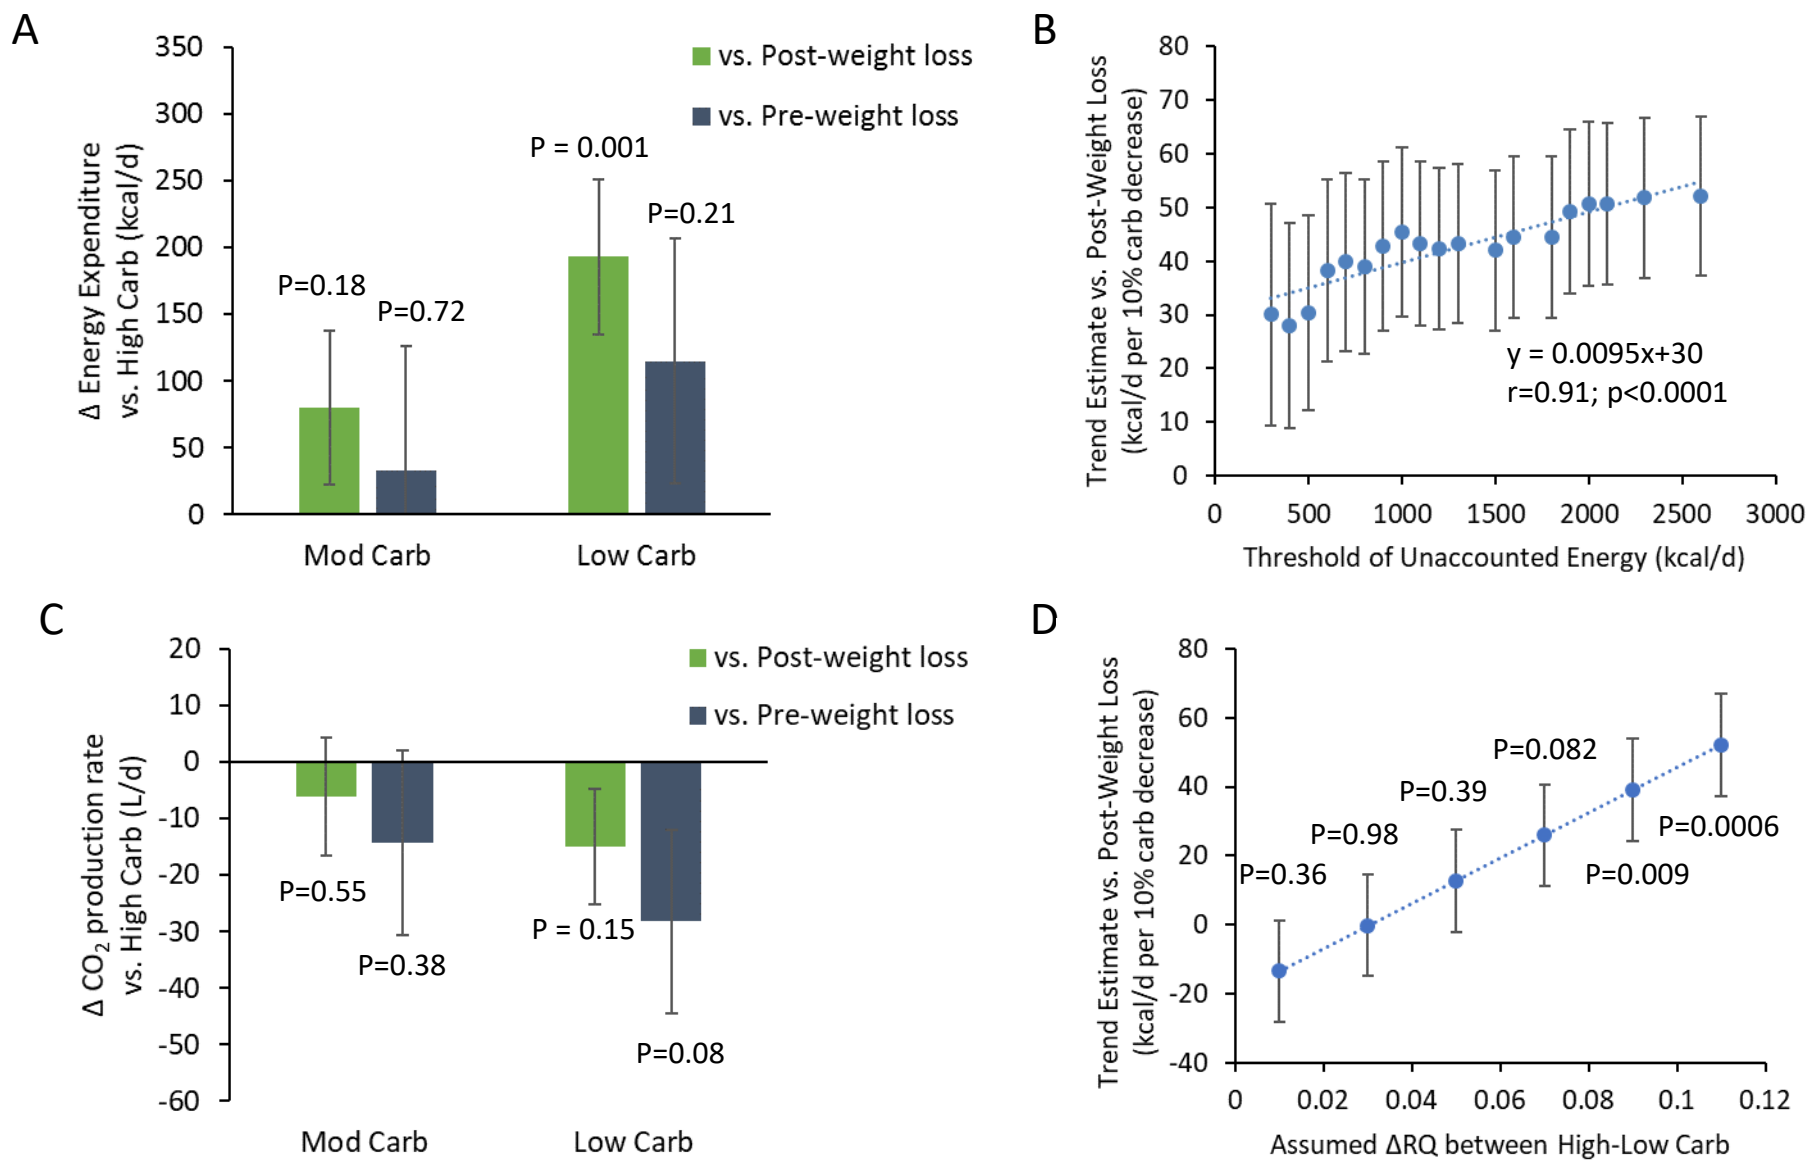 A
Δ Energy Expenditure
vs. High Carb (kcal/d)
350
300
250
200
150
100
50
0
vs. Post-weight loss
vs. Pre-weight loss
P=0.18
P=0.72
P = 0.001
P=0.21
Mod Carb
Low Carb
B
Trend Estimate vs. Post-Weight Loss
(kcal/d per 10% carb decrease)
80
70
60
50
40
30
20
10
0
y = 0.0095x+30
r=0.91; p<0.0001
0
500
1000
1500
2000
2500
3000
Threshold of Unaccounted Energy (kcal/d)
C
Δ CO2 production rate
vs. High Carb (L/d)
20
10
0
-10
-20
-30
-40
-50
-60
vs. Post-weight loss
vs. Pre-weight loss
P=0.55
P=0.38
P = 0.15
P=0.08
Mod Carb
Low Carb
D
Trend Estimate vs. Post-Weight Loss
(kcal/d per 10% carb decrease)
80
60
40
20
0
-20
-40
P=0.36
P=0.98
P=0.39
P=0.082
P=0.009
P=0.0006
0
0.02
0.04
0.06
0.08
0.1
0.12
Assumed ΔRQ between High-Low Carb